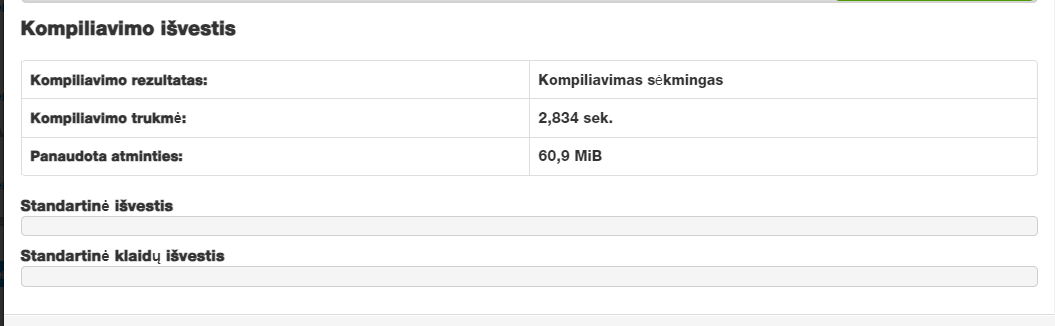 Kompiliavimo išvestis
Kompiliavimo rezultatas: Kompiliavimas sėkmingas
Kompiliavimo trukmė: 2,834 sek.
Panaudota atminties: 60,9 MiB
Standartinė išvestis
Standartinė klaidų išvestis